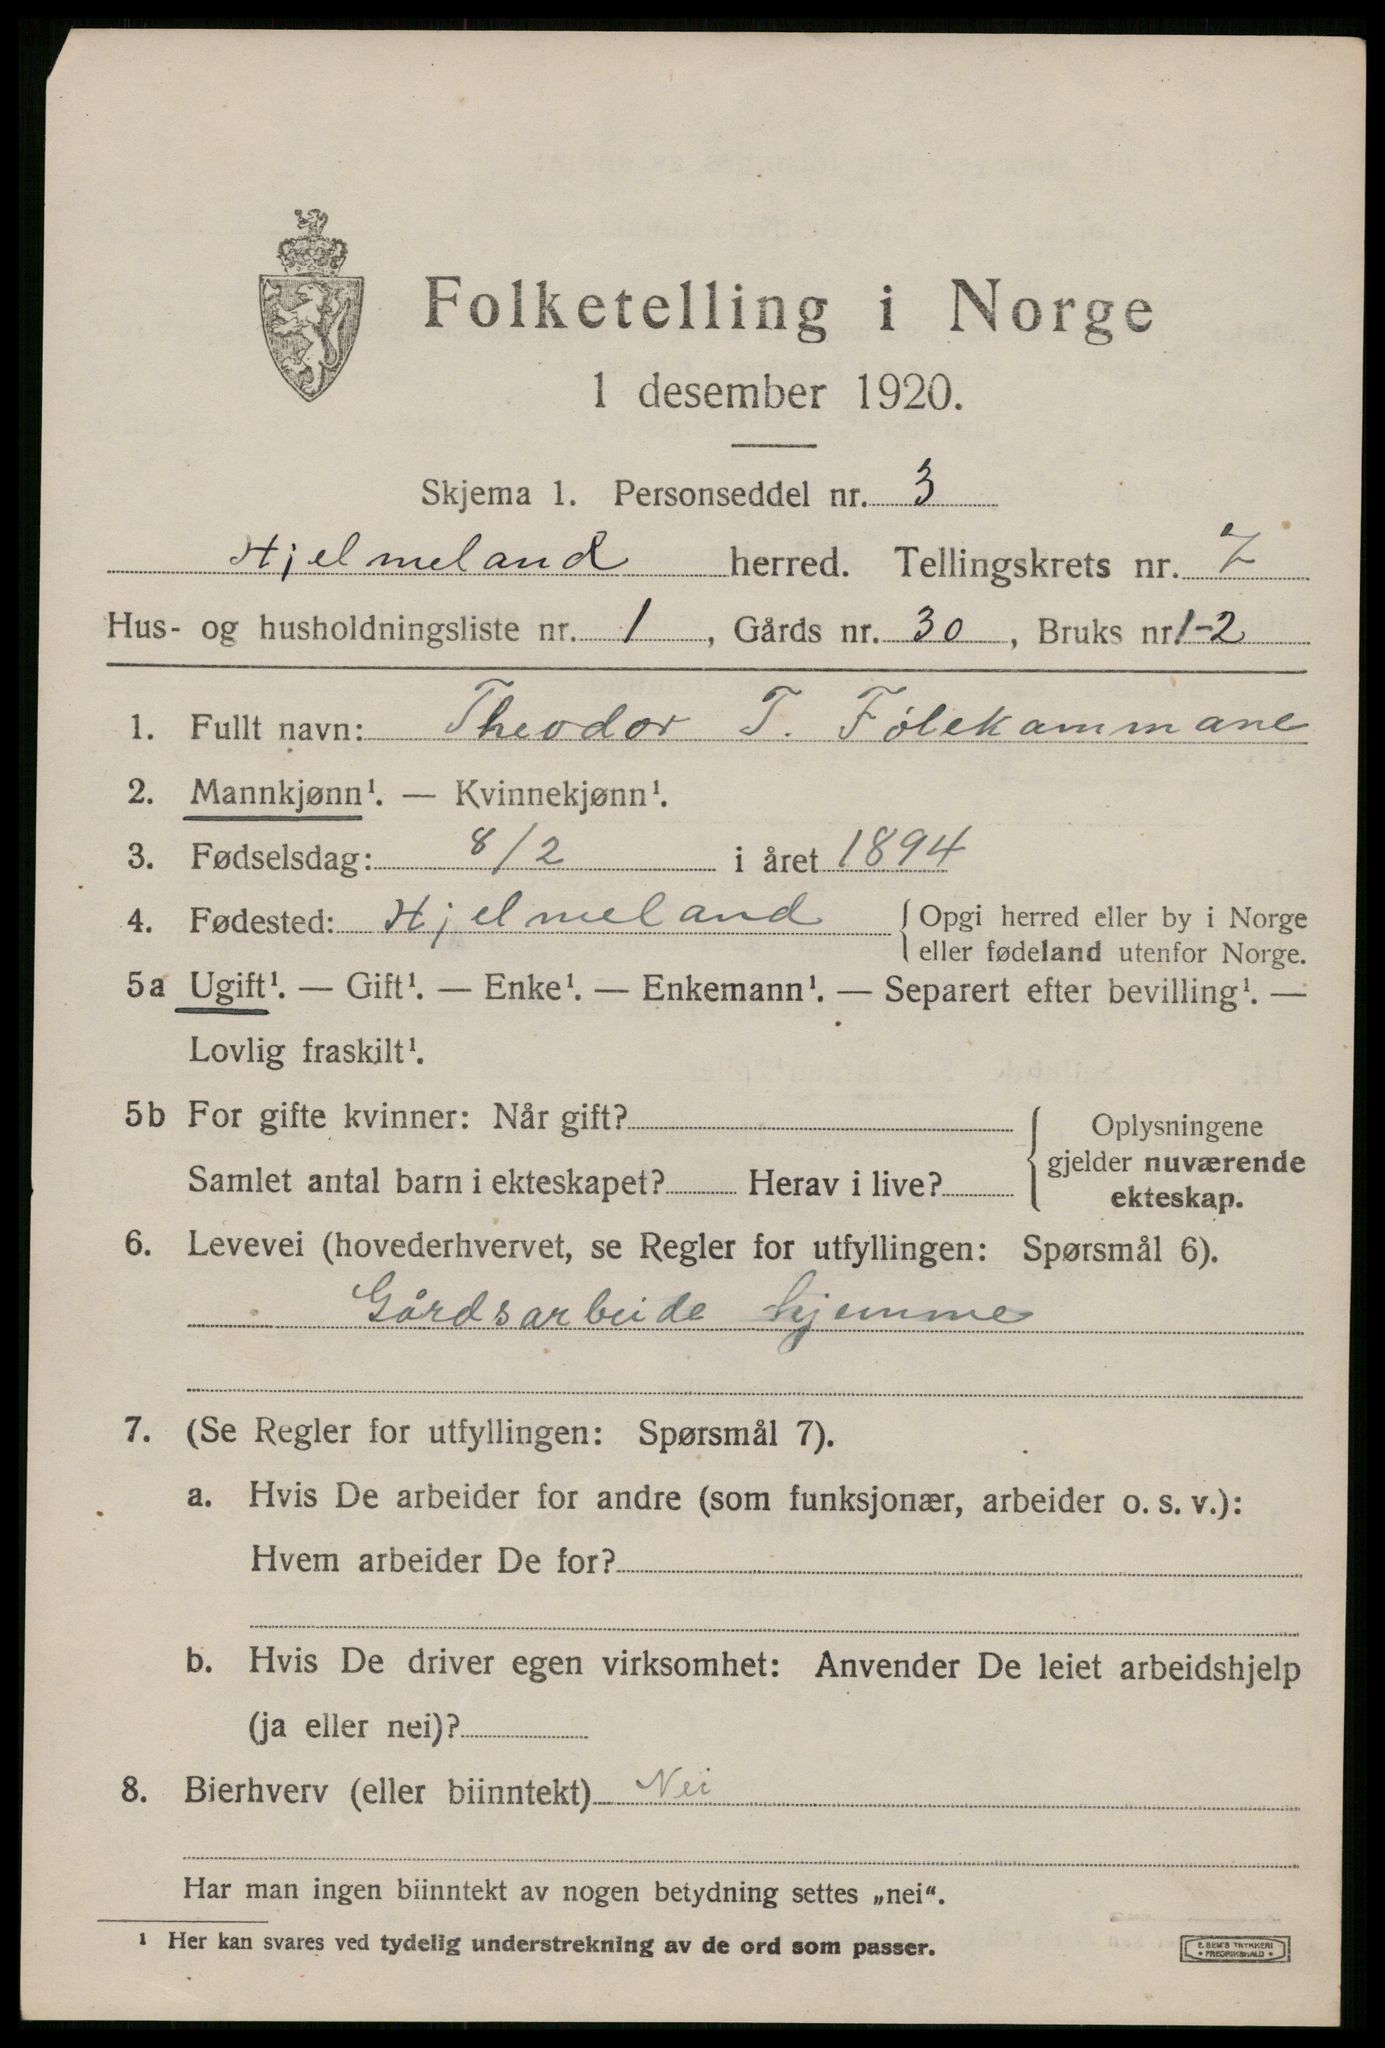 Folketelling i Norge
1 desember 1920.
Skjema 1. Personseddel nr. 3
Hjelmeland herred. Tellingskrets nr. 7
Hus- og husholdningsliste nr. 1, Gårds nr. 30, Bruks nr. 1-2
1. Fullt navn: Theodor T. Følekammane
2. Mannkjønn¹. — Kvinnekjønn¹.
3. Fødselsdag: 8/2 i året 1894
4. Fødested: Hjelmeland { Opgi herred eller by i Norge
eller fødeland utenfor Norge.
5a Ugift¹. — Gift¹. — Enke¹. — Enkemann¹. — Separert efter bevilling¹. —
Lovlig fraskilt¹.
5b For gifte kvinner: Når gift?
Samlet antal barn i ekteskapet? Herav i live?
Oplysningene
gjelder nuværende
ekteskap.
6. Levevei (hovederhvervet, se Regler for utfyllingen: Spørsmål 6).
Gårdsarbeide hjemme
7. (Se Regler for utfyllingen: Spørsmål 7).
a. Hvis De arbeider for andre (som funksjonær, arbeider o. s. v.):
Hvem arbeider De for?
b. Hvis De driver egen virksomhet: Anvender De leiet arbeidshjelp
(ja eller nei)?
8. Bierhverv (eller biinntekt) Nei
Har man ingen biinntekt av nogen betydning settes „nei“.
¹ Her kan svares ved tydelig understrekning av de ord som passer.
E. SEM'S TRYKKERI
• FREDRIKSHALD •